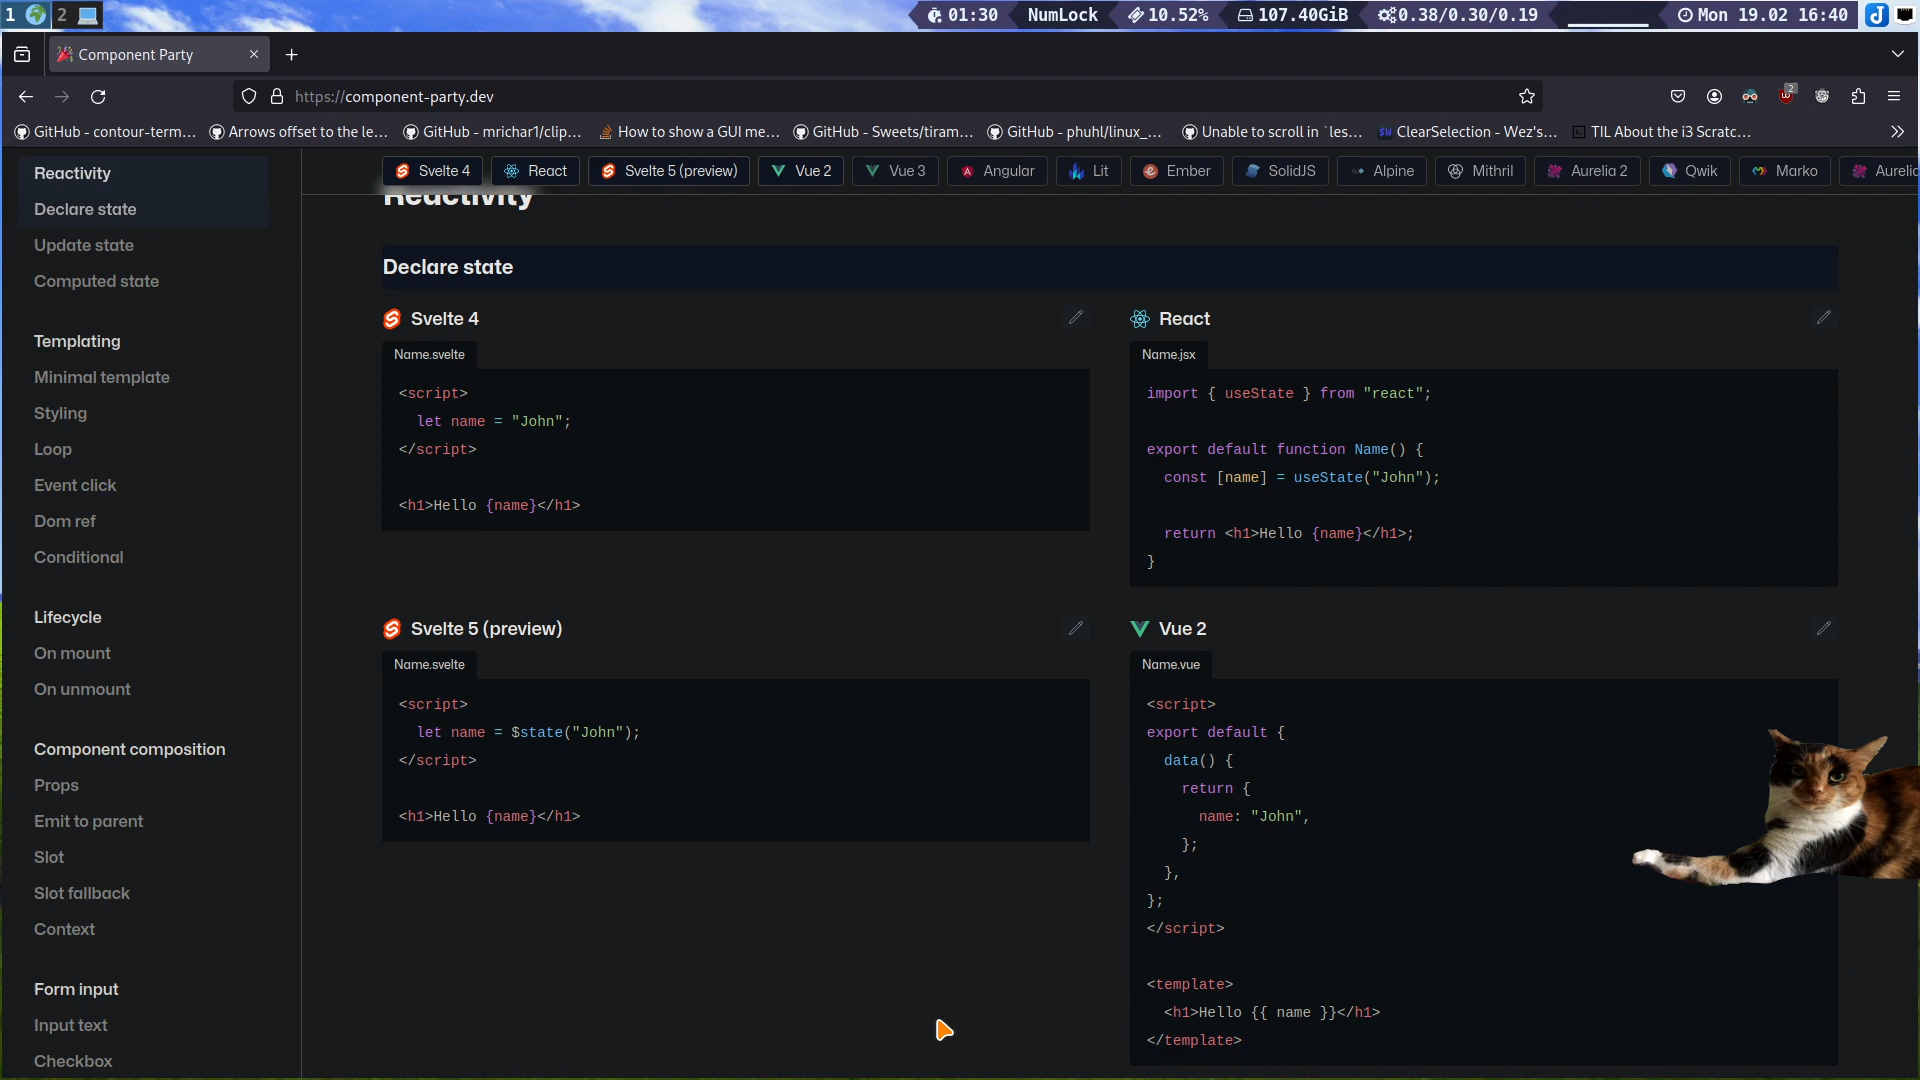 1 2 01:30 NumLock 10.52% 107.40GiB 0.38/0.30/0.19 Mon 19.02 16:40
Component Party
https://component-party.dev 2
GitHub - contour-term... Arrows offset to the le... GitHub - mrichar1/clip... How to show a GUI me... GitHub - Sweets/tiram... GitHub - phuhl/linux_... Unable to scroll in `les... ClearSelection - Wez's... TIL About the i3 Scratc...
Svelte 4 React Svelte 5 (preview) Vue 2 Vue 3 Angular Lit Ember SolidJS Alpine Mithril Aurelia 2 Qwik Marko Aurelia
Reactivity
Declare state
Update state
Computed state
Templating
Minimal template
Styling
Loop
Event click
Dom ref
Conditional
Lifecycle
On mount
On unmount
Component composition
Props
Emit to parent
Slot
Slot fallback
Context
Form input
Input text
Checkbox
Reactivity
Declare state
Svelte 4
Name.svelte
<script>
  let name = "John";
</script>

<h1>Hello {name}</h1>
React
Name.jsx
import { useState } from "react";

export default function Name() {
  const [name] = useState("John");

  return <h1>Hello {name}</h1>;
}
Svelte 5 (preview)
Name.svelte
<script>
  let name = $state("John");
</script>

<h1>Hello {name}</h1>
Vue 2
Name.vue
<script>
export default {
  data() {
    return {
      name: "John",
    };
  },
};
</script>

<template>
  <h1>Hello {{ name }}</h1>
</template>